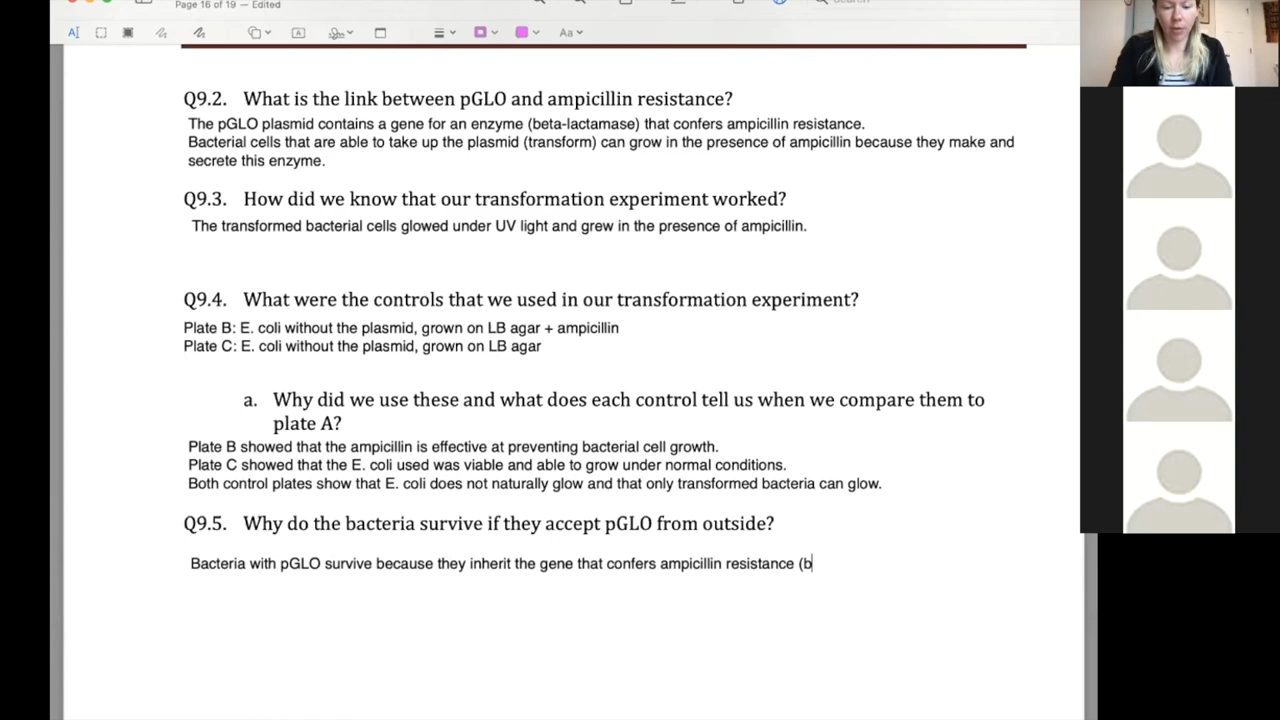 Page 16 of 19 — Edited
Search
A
A
Aa
Q9.2. What is the link between pGLO and ampicillin resistance?
The pGLO plasmid contains a gene for an enzyme (beta-lactamase) that confers ampicillin resistance.
Bacterial cells that are able to take up the plasmid (transform) can grow in the presence of ampicillin because they make and
secrete this enzyme.
Q9.3. How did we know that our transformation experiment worked?
The transformed bacterial cells glowed under UV light and grew in the presence of ampicillin.
Q9.4. What were the controls that we used in our transformation experiment?
Plate B: E. coli without the plasmid, grown on LB agar + ampicillin
Plate C: E. coli without the plasmid, grown on LB agar
a. Why did we use these and what does each control tell us when we compare them to
plate A?
Plate B showed that the ampicillin is effective at preventing bacterial cell growth.
Plate C showed that the E. coli used was viable and able to grow under normal conditions.
Both control plates show that E. coli does not naturally glow and that only transformed bacteria can glow.
Q9.5. Why do the bacteria survive if they accept pGLO from outside?
Bacteria with pGLO survive because they inherit the gene that confers ampicillin resistance (b